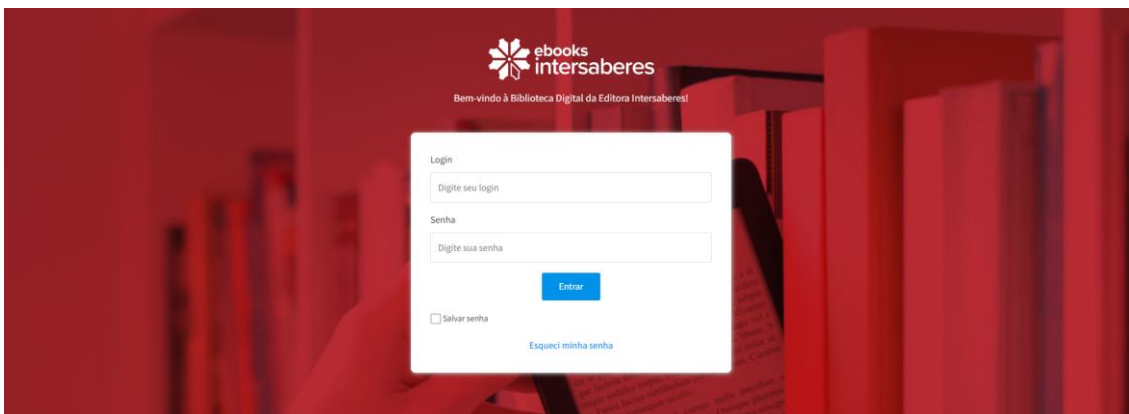 ebooks
intersaberes
Bem-vindo à Biblioteca Digital da Editora Intersaberes!
Login
Digite seu login
Senha
Digite sua senha
Entrar
Salvar senha
Esqueci minha senha